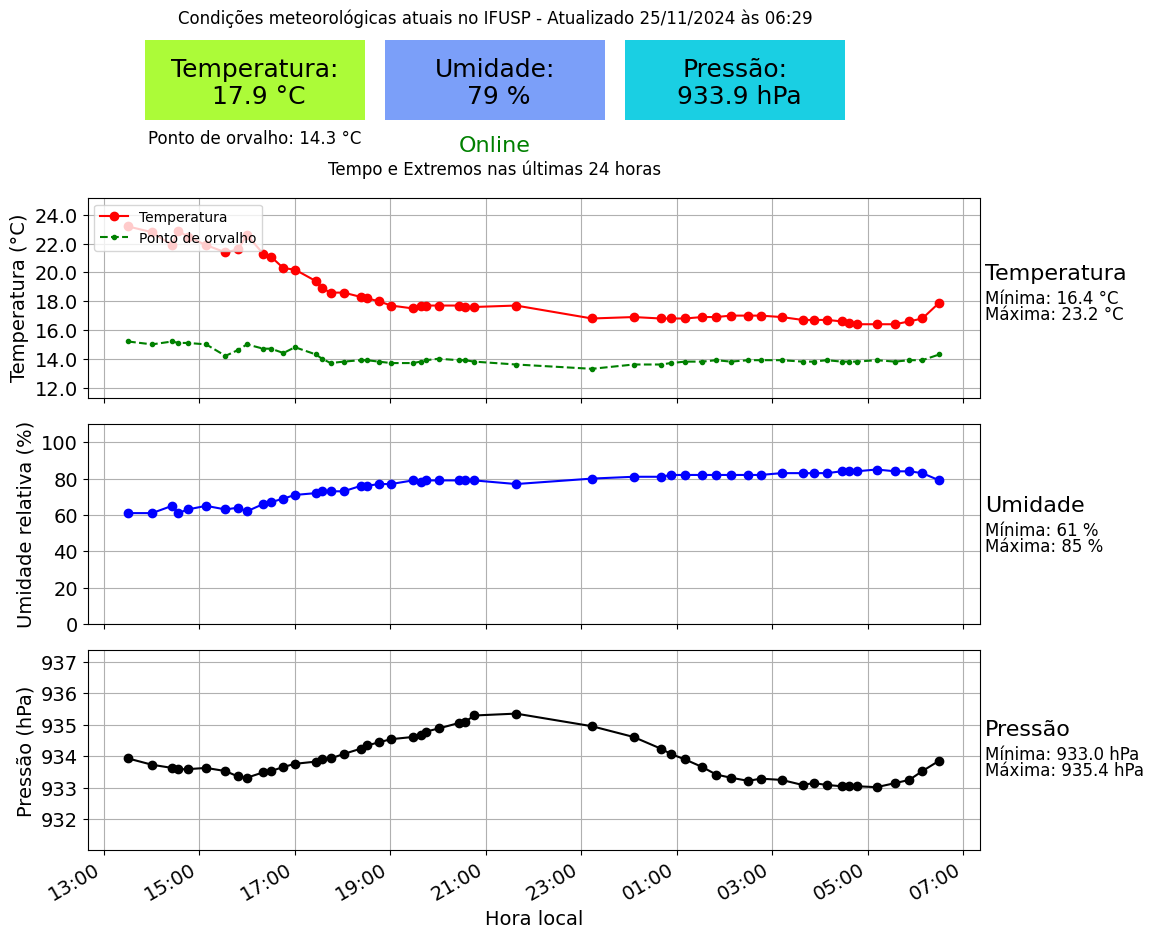 Condições meteorológicas atuais no IFUSP - Atualizado 25/11/2024 às 06:29
Temperatura:
17.9 °C
Umidade:
79 %
Pressão:
933.9 hPa
Ponto de orvalho: 14.3 °C
Online
Tempo e Extremos nas últimas 24 horas
Temperatura (°C)
24.0
22.0
20.0
18.0
16.0
14.0
12.0
Temperatura
Ponto de orvalho
Temperatura
Mínima: 16.4 °C
Máxima: 23.2 °C
Umidade relativa (%)
100
80
60
40
20
0
Umidade
Mínima: 61 %
Máxima: 85 %
Pressão (hPa)
937
936
935
934
933
932
Pressão
Mínima: 933.0 hPa
Máxima: 935.4 hPa
13:00 15:00 17:00 19:00 21:00 23:00 01:00 03:00 05:00 07:00
Hora local